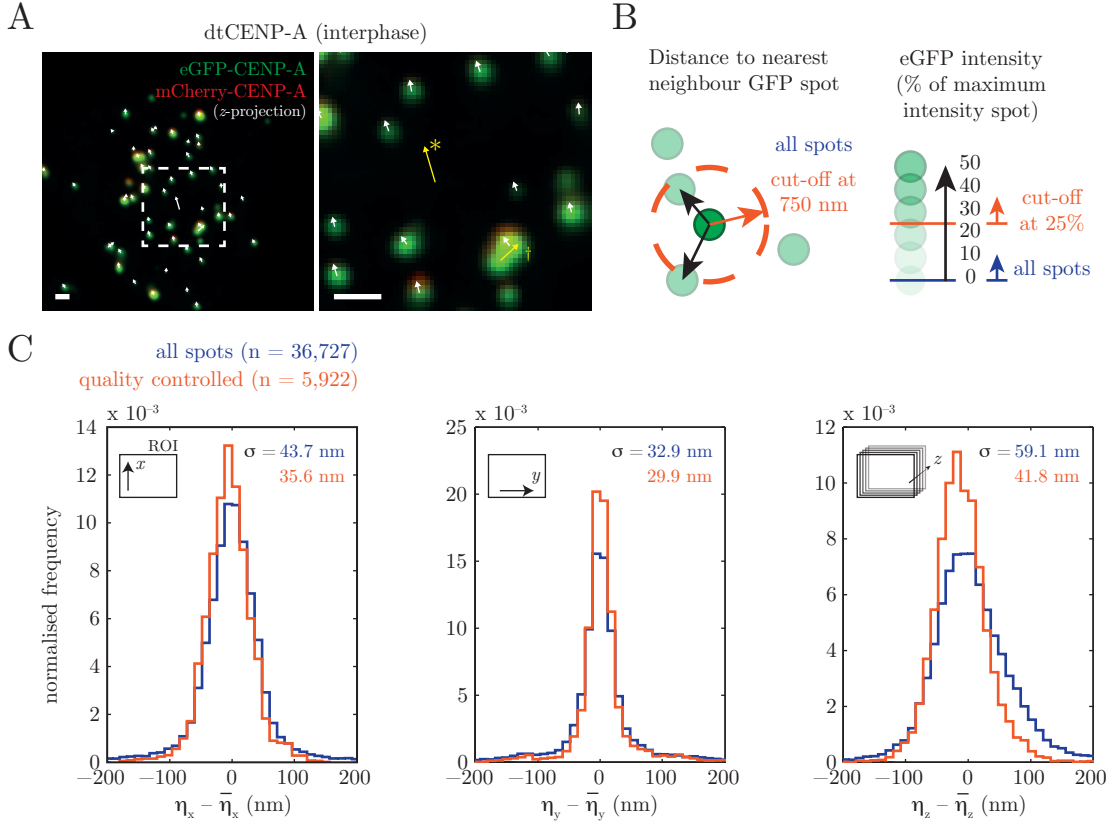 A
dtCENP-A (interphase)
eGFP-CENP-A
mCherry-CENP-A
(z-projection)
*
†
B
Distance to nearest
neighbour GFP spot
all spots
cut-off at
750 nm
eGFP intensity
(% of maximum
intensity spot)
50
40
30
20
10
0
cut-off
at 25%
all spots
C
all spots (n = 36,727)
quality controlled (n = 5,922)
x 10⁻³
14
12
10
8
6
4
2
0
normalised frequency
ROI
x
σ = 43.7 nm
35.6 nm
−200 −100 0 100 200
ηₓ – η̄ₓ (nm)
x 10⁻³
25
20
15
10
5
0
y
σ = 32.9 nm
29.9 nm
−200 −100 0 100 200
η_y – η̄_y (nm)
x 10⁻³
12
10
8
6
4
2
0
z
σ = 59.1 nm
41.8 nm
−200 −100 0 100 200
η_z – η̄_z (nm)